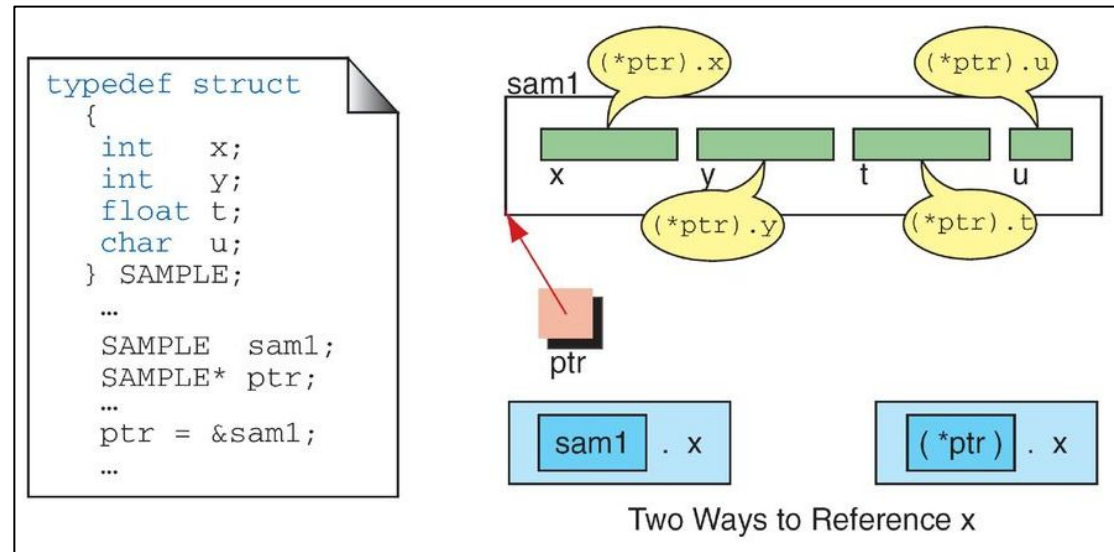 typedef struct
{
int x;
int y;
float t;
char u;
} SAMPLE;
…
SAMPLE sam1;
SAMPLE* ptr;
…
ptr = &sam1;
…
(*ptr).x
(*ptr).u
sam1
x
y
t
u
(*ptr).y
(*ptr).t
ptr
sam1 . x
(*ptr) . x
Two Ways to Reference x